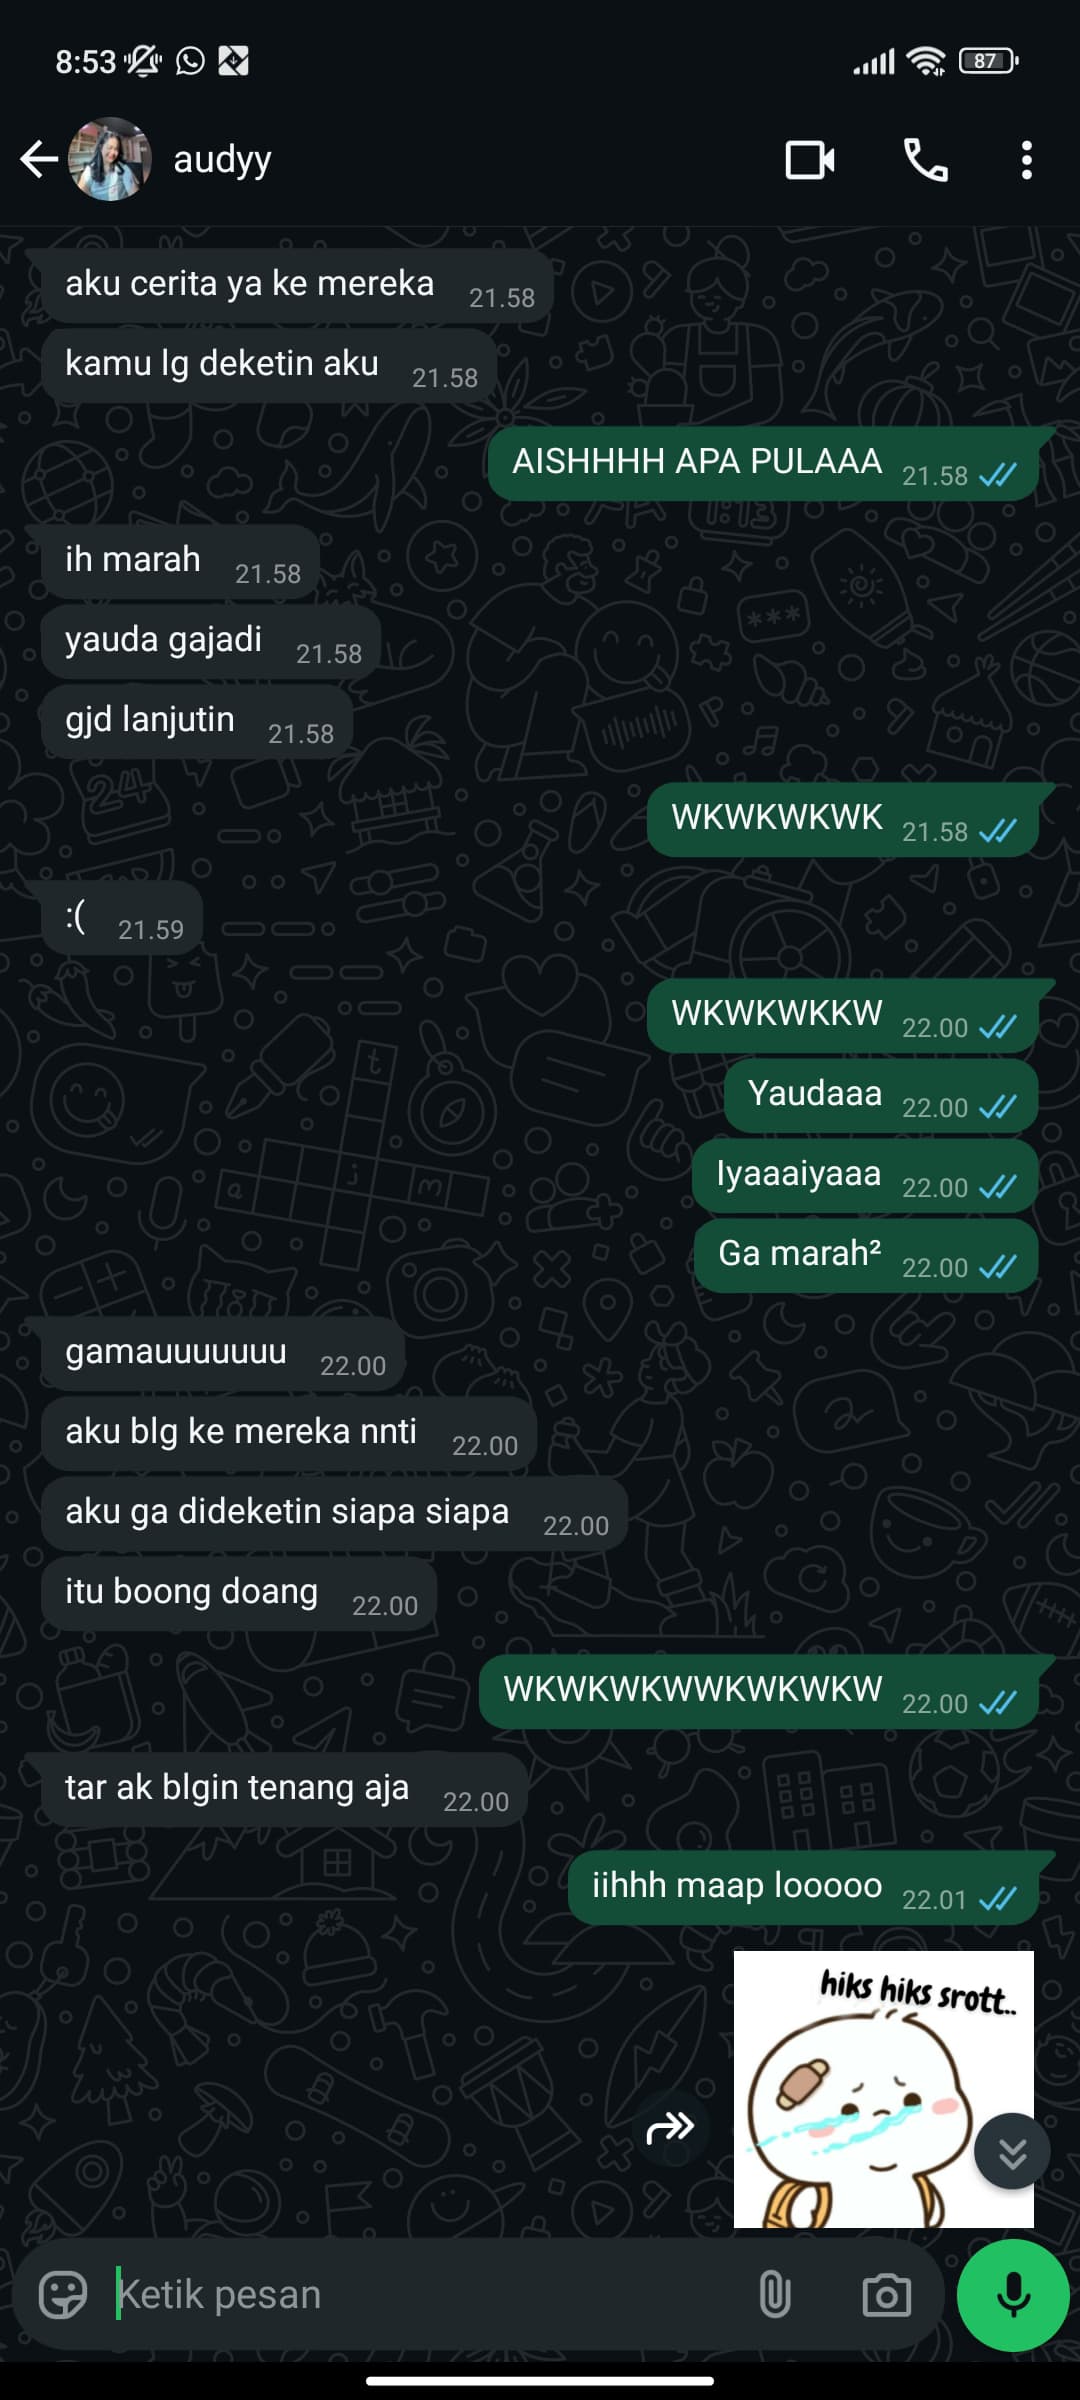 8:53
87
audyy
aku cerita ya ke mereka 21.58
kamu lg deketin aku 21.58
AISHHHH APA PULAAA 21.58
ih marah 21.58
yauda gajadi 21.58
gjd lanjutin 21.58
WKWKWKWK 21.58
:( 21.59
WKWKWKKW 22.00
Yaudaaa 22.00
Iyaaaiyaaa 22.00
Ga marah² 22.00
gamauuuuuuu 22.00
aku blg ke mereka nnti 22.00
aku ga dideketin siapa siapa 22.00
itu boong doang 22.00
WKWKWKWWKWKWKW 22.00
tar ak blgin tenang aja 22.00
iihhh maap looooo 22.01
hiks hiks srott..
Ketik pesan